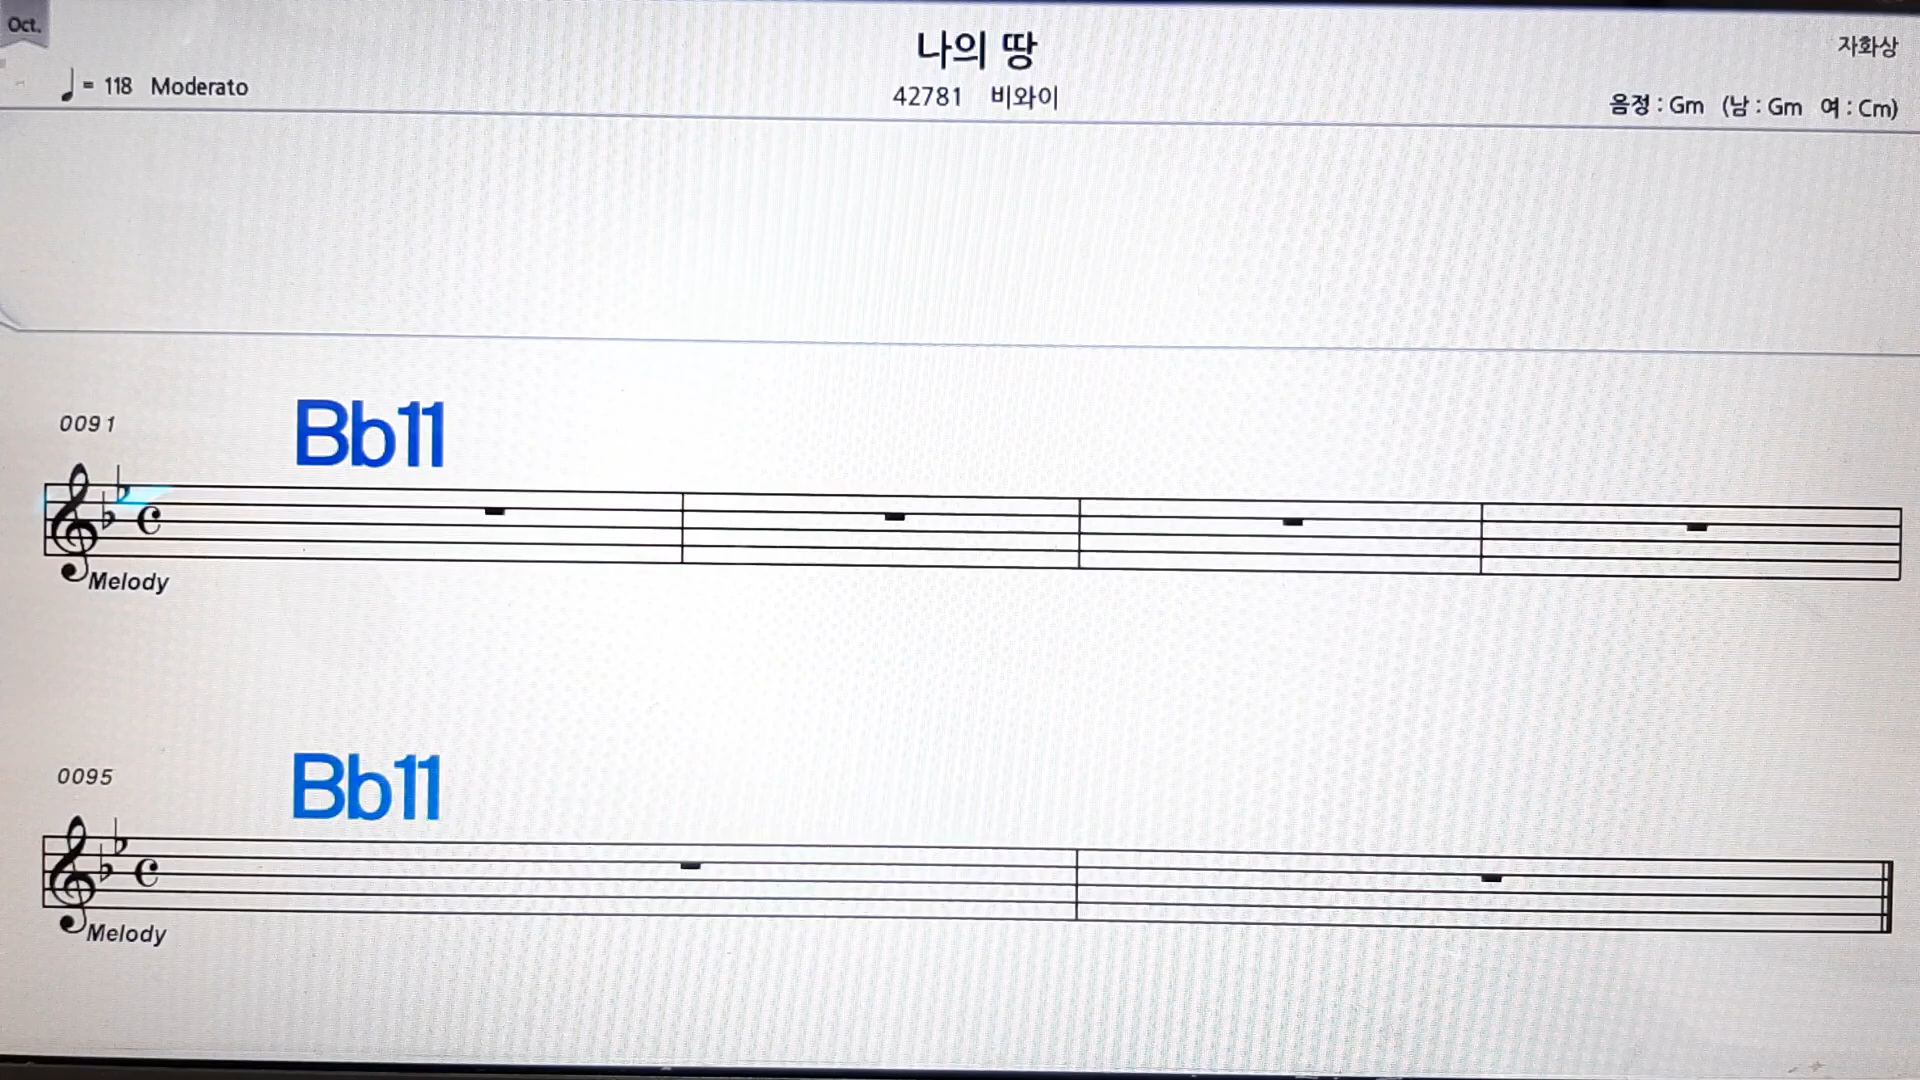 Oct.
나의 땅
자화상
♩ = 118 Moderato
42781 비와이
음정 : Gm (남 : Gm 여 : Cm)
0091
Bb11
Melody
0095
Bb11
Melody